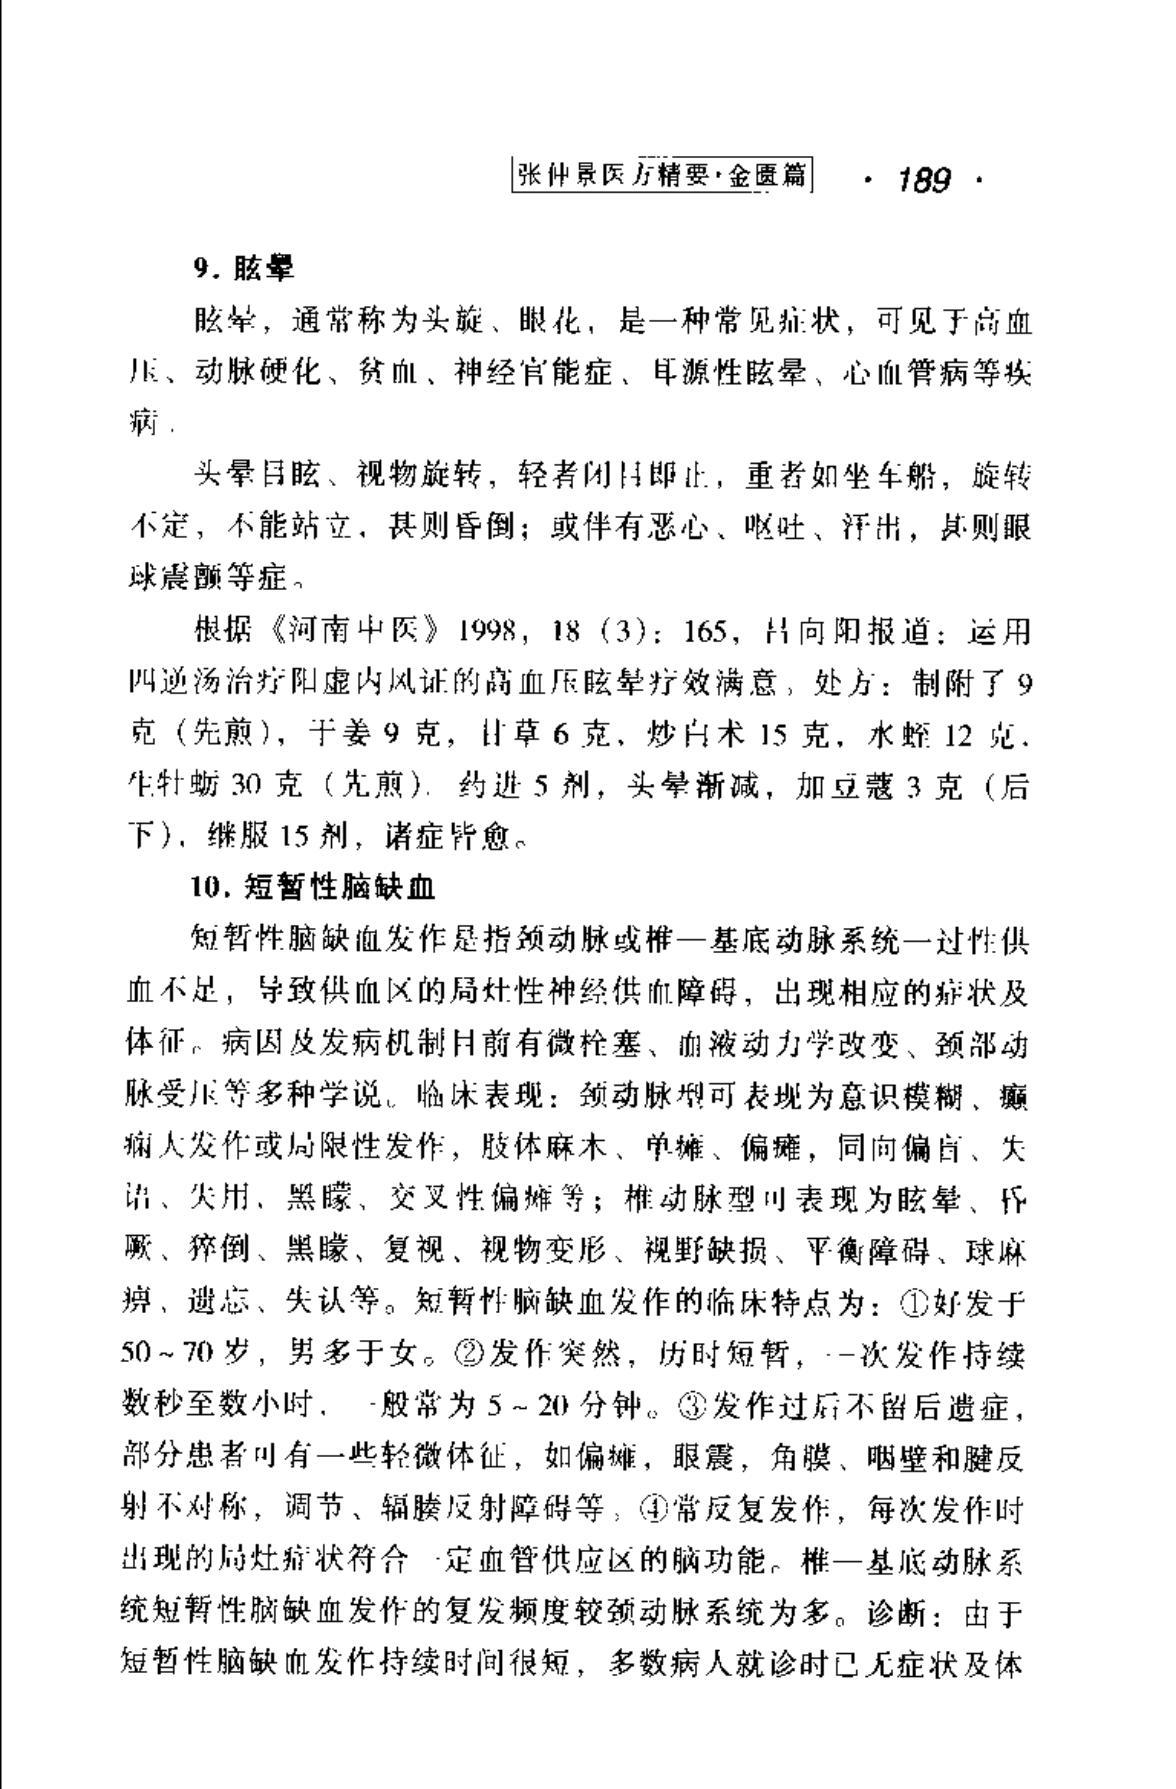 张仲景医方精要·金匮篇 · 189 ·
9. 眩晕
眩晕，通常称为头旋、眼花，是一种常见症状，可见于高血
压、动脉硬化、贫血、神经官能症、耳源性眩晕、心血管病等疾
病.
头晕目眩、视物旋转，轻者闭目即止，重者如坐车船，旋转
不定，不能站立，甚则昏倒；或伴有恶心、呕吐、汗出，甚则眼
球震颤等症。
根据《河南中医》1998，18（3）：165，吕向阳报道：运用
四逆汤治疗阳虚内风证的高血压眩晕疗效满意。处方：制附子9
克（先煎），干姜9克，甘草6克，炒白术15克，水蛭12克，
生牡蛎30克（先煎）. 药进5剂，头晕渐减，加豆蔻3克（后
下），继服15剂，诸症皆愈。
10. 短暂性脑缺血
短暂性脑缺血发作是指颈动脉或椎—基底动脉系统一过性供
血不足，导致供血区的局灶性神经供血障碍，出现相应的症状及
体征。病因及发病机制目前有微栓塞、血液动力学改变、颈部动
脉受压等多种学说。临床表现：颈动脉型可表现为意识模糊、癫
痫大发作或局限性发作，肢体麻木、单瘫、偏瘫，同向偏盲、失
语、失用、黑矇、交叉性偏瘫等；椎动脉型可表现为眩晕、昏
厥、猝倒、黑矇、复视、视物变形、视野缺损、平衡障碍、球麻
痹、遗忘、失认等。短暂性脑缺血发作的临床特点为：①好发于
50~70岁，男多于女。②发作突然，历时短暂，一次发作持续
数秒至数小时，一般常为5~20分钟。③发作过后不留后遗症，
部分患者可有一些轻微体征，如偏瘫，眼震，角膜、咽壁和腱反
射不对称，调节、辐腠反射障碍等。④常反复发作，每次发作时
出现的局灶症状符合一定血管供应区的脑功能。椎—基底动脉系
统短暂性脑缺血发作的复发频度较颈动脉系统为多。诊断：由于
短暂性脑缺血发作持续时间很短，多数病人就诊时已无症状及体